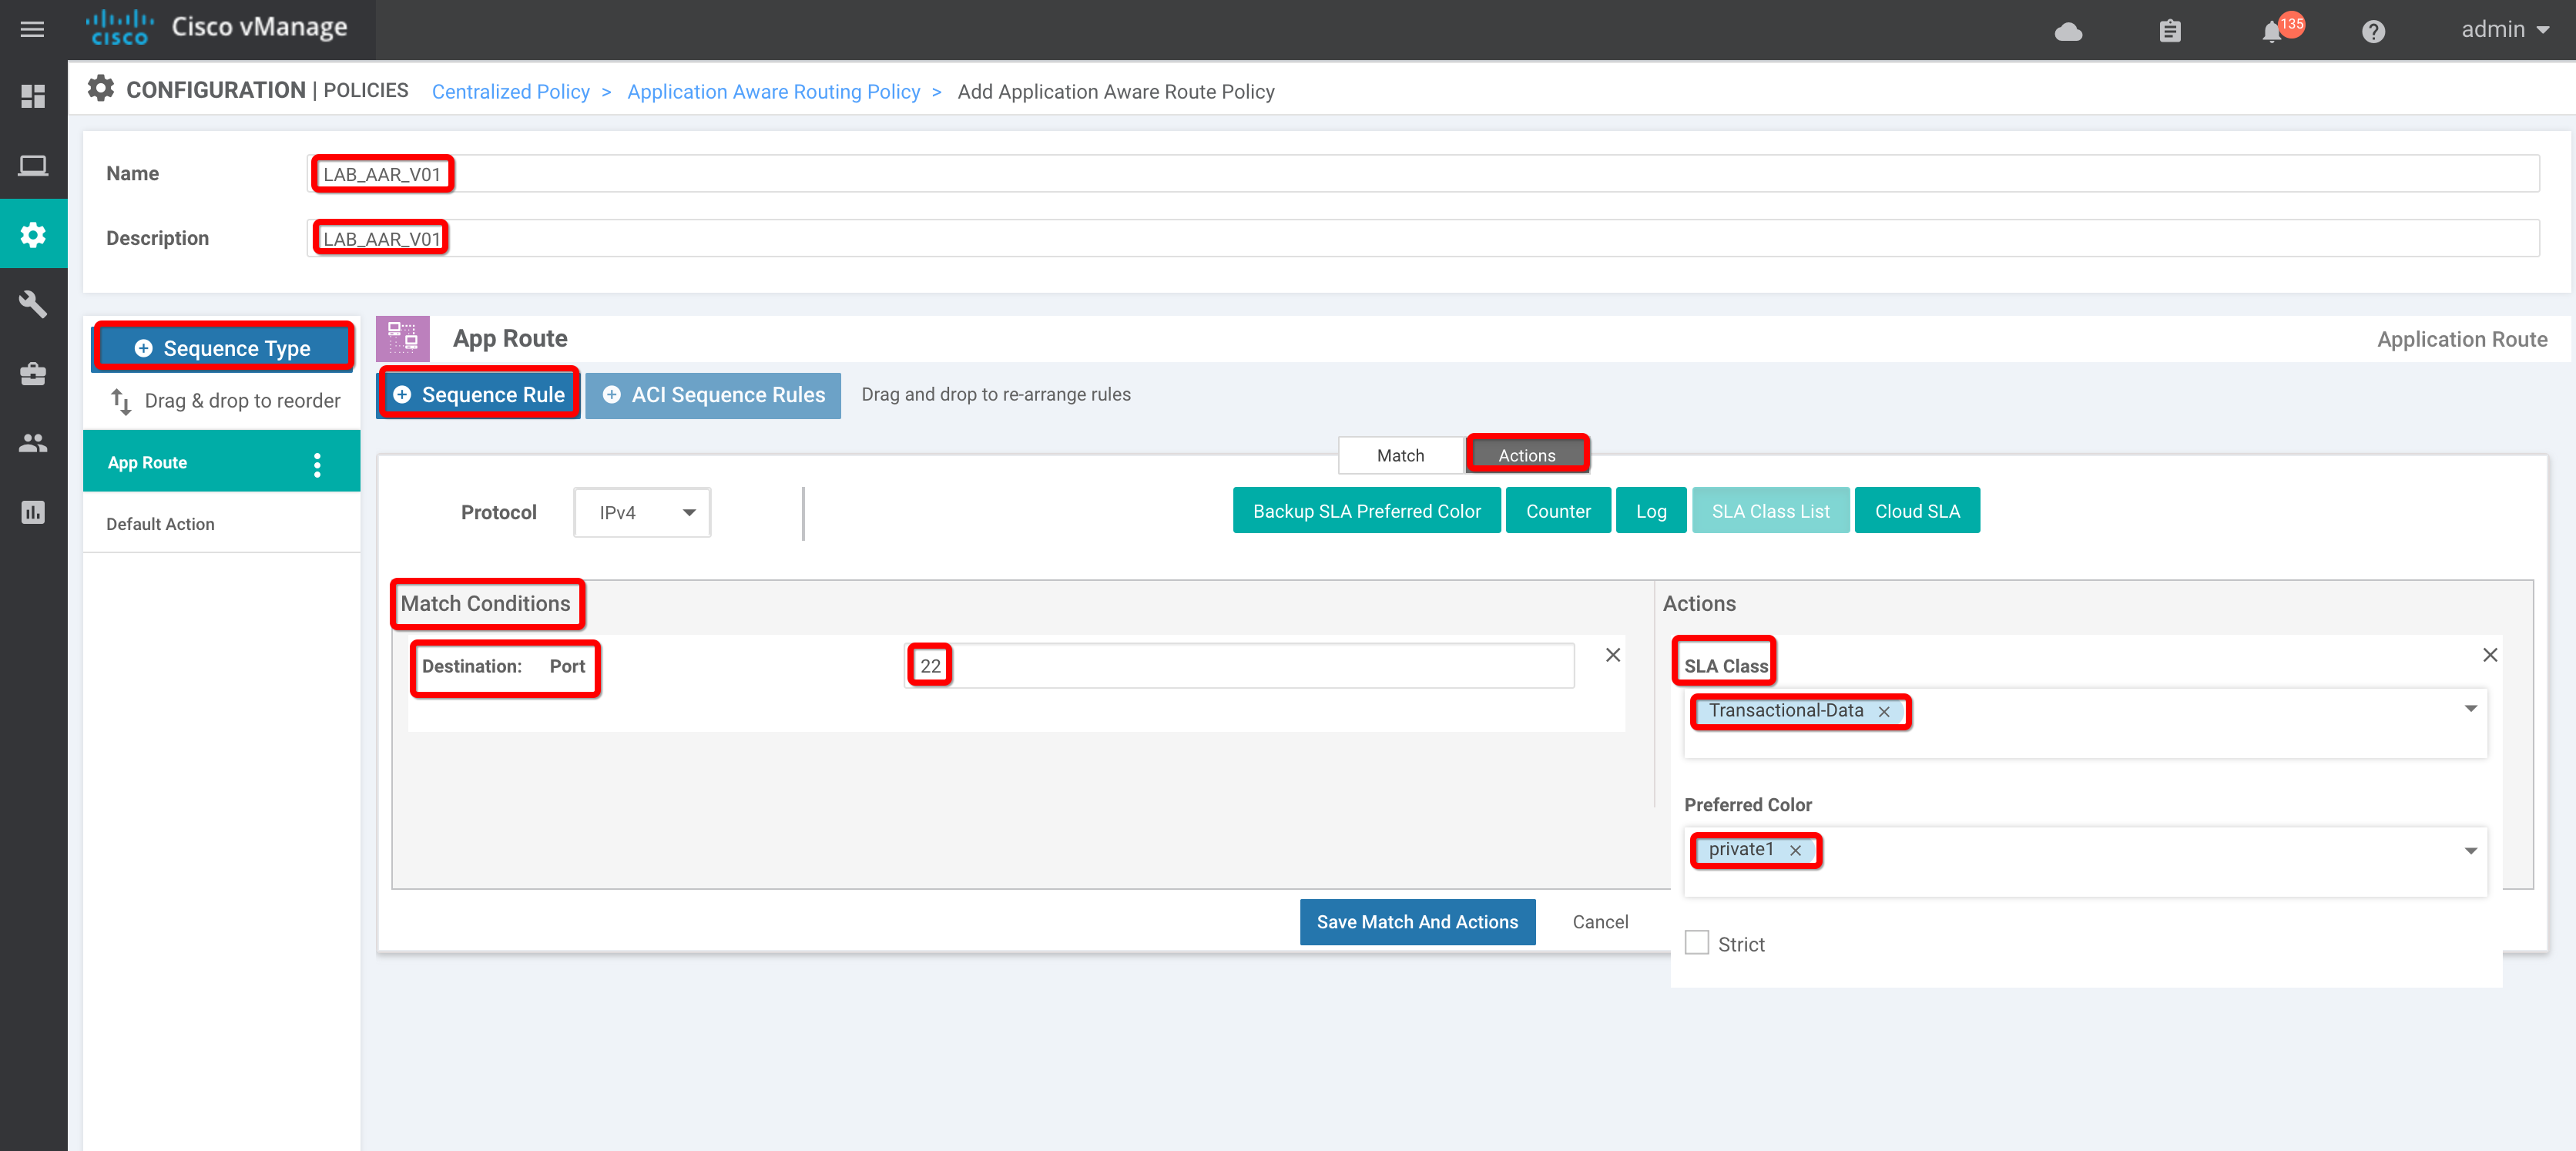 cisco Cisco vManage
135
admin
CONFIGURATION | POLICIES Centralized Policy > Application Aware Routing Policy > Add Application Aware Route Policy
Name LAB_AAR_V01
Description LAB_AAR_V01
Sequence Type
Drag & drop to reorder
App Route
Default Action
App Route
Application Route
Sequence Rule
ACI Sequence Rules
Drag and drop to re-arrange rules
Match Actions
Protocol IPv4
Backup SLA Preferred Color Counter Log SLA Class List Cloud SLA
Match Conditions
Destination: Port 22
Actions
SLA Class
Transactional-Data
Preferred Color
private1
Strict
Save Match And Actions Cancel